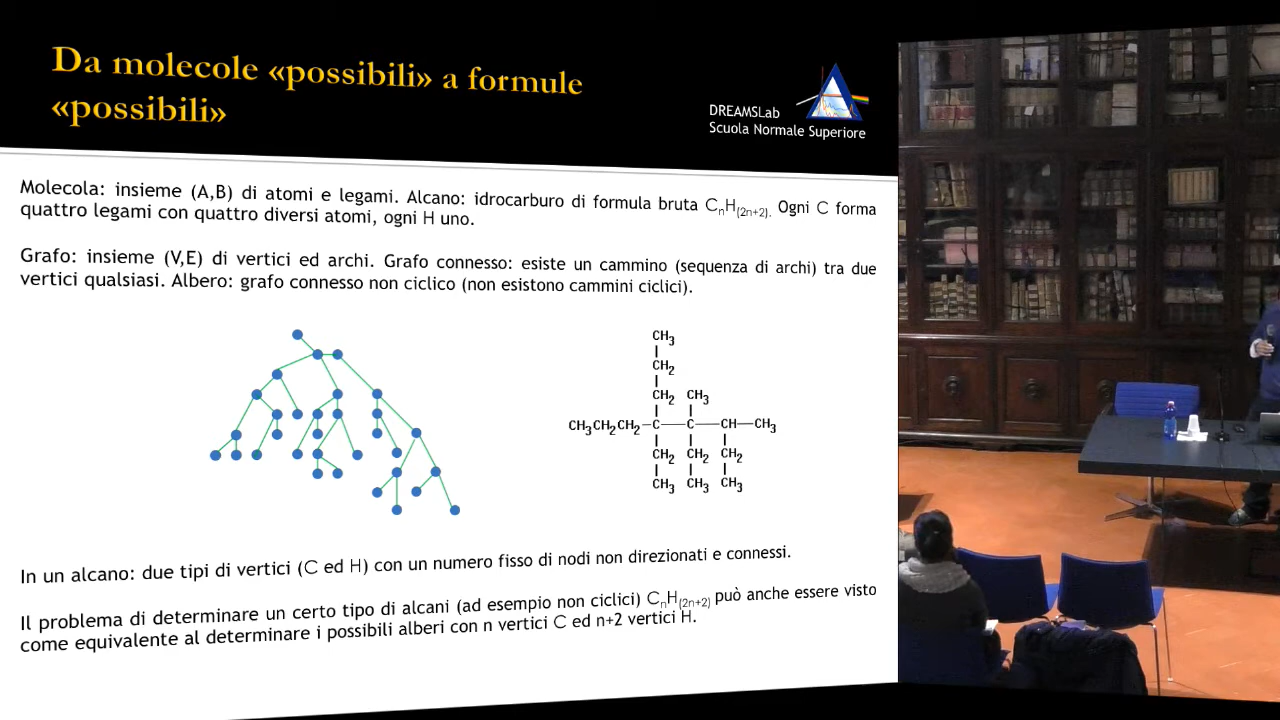 Da molecole «possibili» a formule
«possibili»
DREAMSLab
Scuola Normale Superiore
Molecola: insieme (A,B) di atomi e legami. Alcano: idrocarburo di formula bruta CnH(2n+2). Ogni C forma
quattro legami con quattro diversi atomi, ogni H uno.
Grafo: insieme (V,E) di vertici ed archi. Grafo connesso: esiste un cammino (sequenza di archi) tra due
vertici qualsiasi. Albero: grafo connesso non ciclico (non esistono cammini ciclici).
CH3
CH2
CH2 CH3
CH3CH2CH2—C—C—CH—CH3
CH2 CH2 CH2
CH3 CH3 CH3
In un alcano: due tipi di vertici (C ed H) con un numero fisso di nodi non direzionati e connessi.
Il problema di determinare un certo tipo di alcani (ad esempio non ciclici) CnH(2n+2) può anche essere visto
come equivalente al determinare i possibili alberi con n vertici C ed n+2 vertici H.